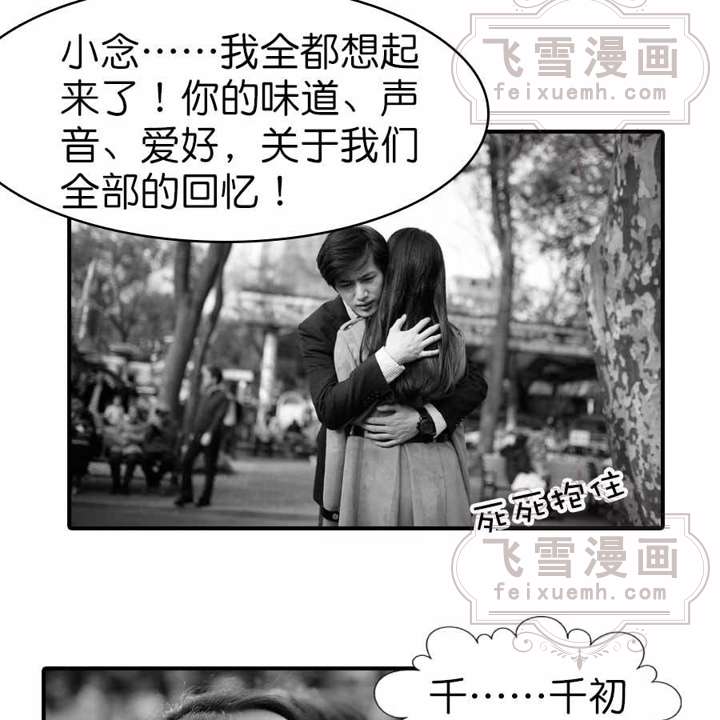 小念……我全都想起
来了！你的味道、声
音、爱好，关于我们
全部的回忆！
飞雪漫画
feixuemh.com
死死抱住
飞雪漫画
feixuemh.com
千……千初